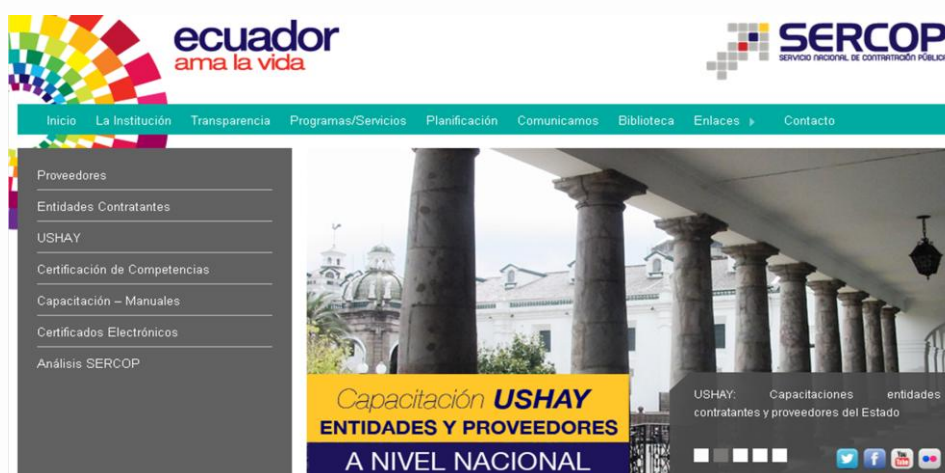 ecuador
ama la vida
SERCOP
SERVICIO NACIONAL DE CONTRATACIÓN PÚBLICA
Inicio La Institución Transparencia Programas/Servicios Planificación Comunicamos Biblioteca Enlaces Contacto
Proveedores
Entidades Contratantes
USHAY
Certificación de Competencias
Capacitación – Manuales
Certificados Electrónicos
Análisis SERCOP
Capacitación USHAY
ENTIDADES Y PROVEEDORES
A NIVEL NACIONAL
USHAY: Capacitaciones entidades
contratantes y proveedores del Estado